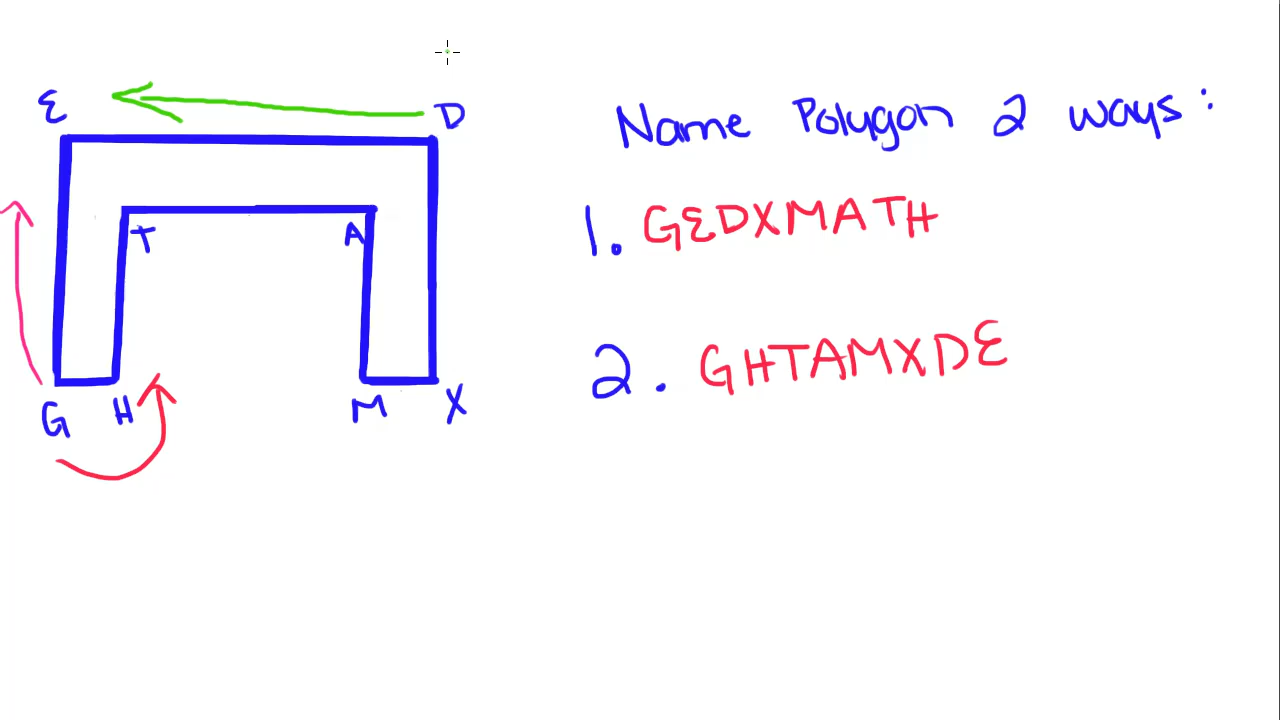 E
D
Name Polygon 2 ways:
1. GEDXMATH
T
A
2. GHTAMXDE
G H M X